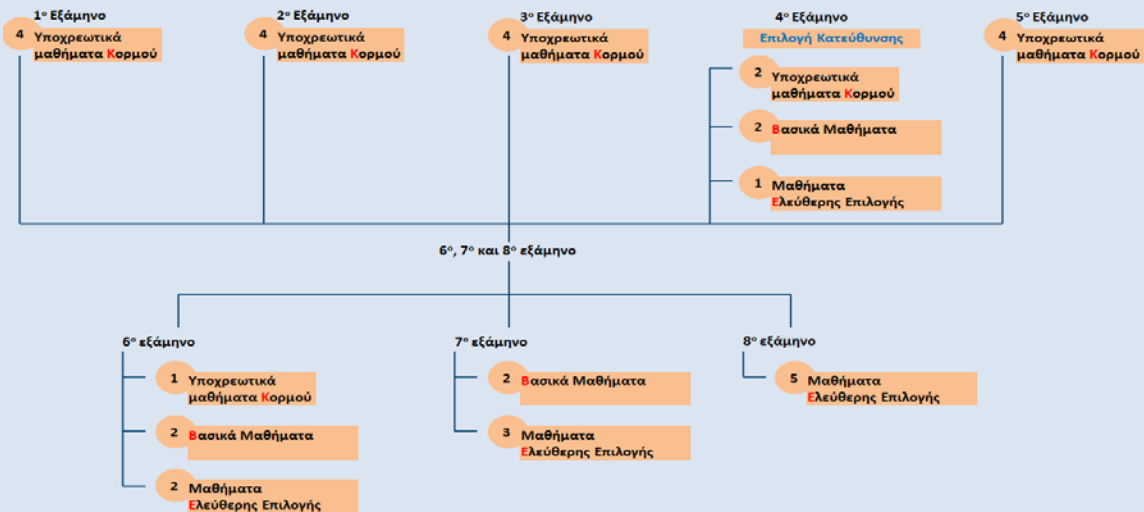 1ο Εξάμηνο
4 Υποχρεωτικά
μαθήματα Κορμού
2ο Εξάμηνο
4 Υποχρεωτικά
μαθήματα Κορμού
3ο Εξάμηνο
4 Υποχρεωτικά
μαθήματα Κορμού
4ο Εξάμηνο
Επιλογή Κατεύθυνσης
2 Υποχρεωτικά
μαθήματα Κορμού
2 Βασικά Μαθήματα
1 Μαθήματα
Ελεύθερης Επιλογής
5ο Εξάμηνο
4 Υποχρεωτικά
μαθήματα Κορμού
6ο, 7ο και 8ο εξάμηνο
6ο εξάμηνο
1 Υποχρεωτικά
μαθήματα Κορμού
2 Βασικά Μαθήματα
2 Μαθήματα
Ελεύθερης Επιλογής
7ο εξάμηνο
2 Βασικά Μαθήματα
3 Μαθήματα
Ελεύθερης Επιλογής
8ο εξάμηνο
5 Μαθήματα
Ελεύθερης Επιλογής